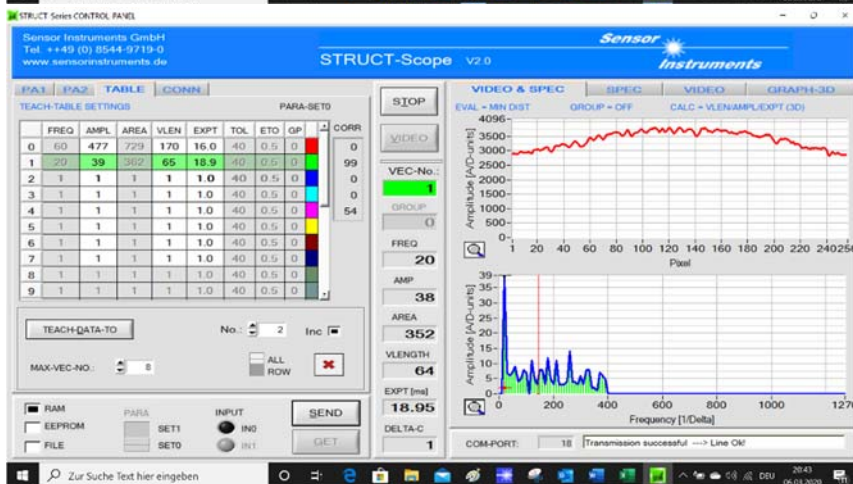 STRUCT Series CONTROL PANEL
Sensor Instruments GmbH
Tel. ++49 (0) 8544-9719-0
www.sensorinstruments.de
STRUCT-Scope V2.0
Sensor
Instruments
PA1 PA2 TABLE CONN
TEACH-TABLE SETTINGS PARA-SET0
FREQ AMPL AREA VLEN EXPT TOL ETO GP CORR
0 60 477 729 170 16.0 40 0.5 0 0
1 20 39 362 65 18.9 40 0.5 0 99
2 1 1 1 1 1.0 40 0.5 0 0
3 1 1 1 1 1.0 40 0.5 0 0
4 1 1 1 1 1.0 40 0.5 0 54
5 1 1 1 1 1.0 40 0.5 0
6 1 1 1 1 1.0 40 0.5 0
7 1 1 1 1 1.0 40 0.5 0
8 1 1 1 1 1.0 40 0.5 0
9 1 1 1 1 1.0 40 0.5 0
TEACH-DATA-TO No.: 2 Inc
MAX-VEC-NO.: 8 ALL
ROW
RAM
EEPROM
FILE
PARA
SET1
SET0
INPUT
IN0
IN1
SEND
GET
STOP
VIDEO
VEC-No.:
1
GROUP
0
FREQ
20
AMP
38
AREA
352
VLENGTH
64
EXPT [ms]
18.95
DELTA-C
1
VIDEO & SPEC SPEC VIDEO GRAPH-3D
EVAL = MIN DIST GROUP = OFF CALC = VLEN/AMPL/EXPT (3D)
Amplitude [A/D-units]
4096
3500
3000
2500
2000
1500
1000
500
0
1 20 40 60 80 100 120 140 160 180 200 220 240 256
Pixel
Amplitude [A/D-units]
39
35
30
25
20
15
10
5
0
0 200 400 600 800 1000 127
Frequency [1/Delta]
COM-PORT: 18 Transmission successful ---> Line Ok!
Zur Suche Text hier eingeben
DEU
20:43
06.03.2020